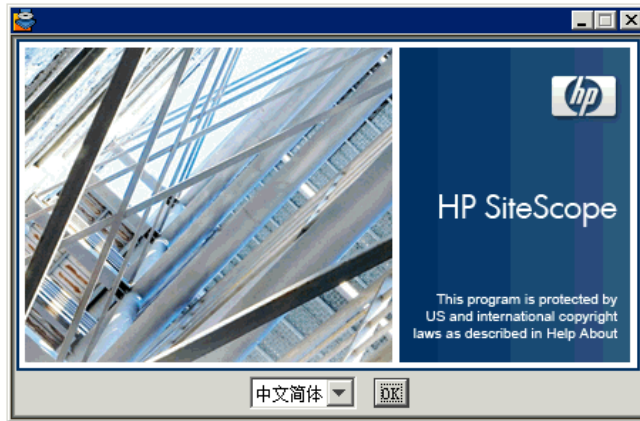 hp
HP SiteScope
This program is protected by
US and international copyright
laws as described in Help About
中文简体
OK